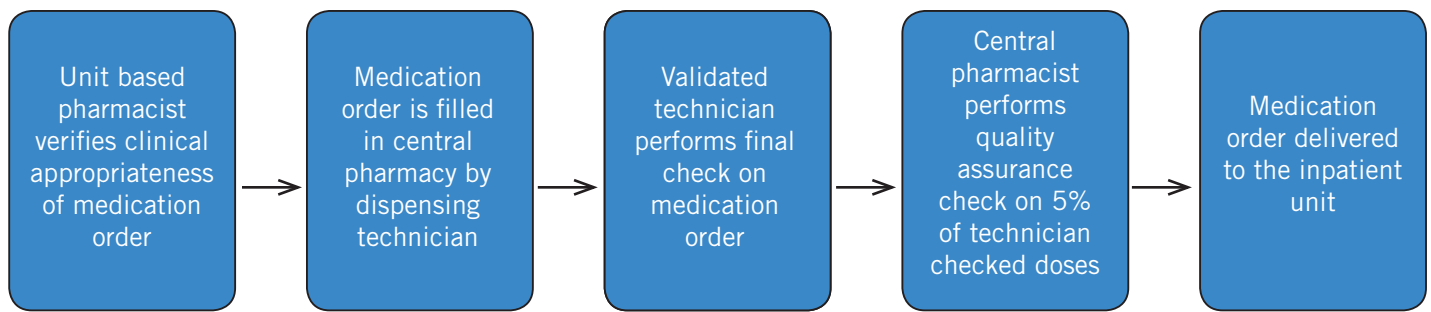 Unit based
pharmacist
verifies clinical
appropriateness
of medication
order
Medication
order is filled
in central
pharmacy by
dispensing
technician
Validated
technician
performs final
check on
medication
order
Central
pharmacist
performs
quality
assurance
check on 5%
of technician
checked doses
Medication
order delivered
to the inpatient
unit